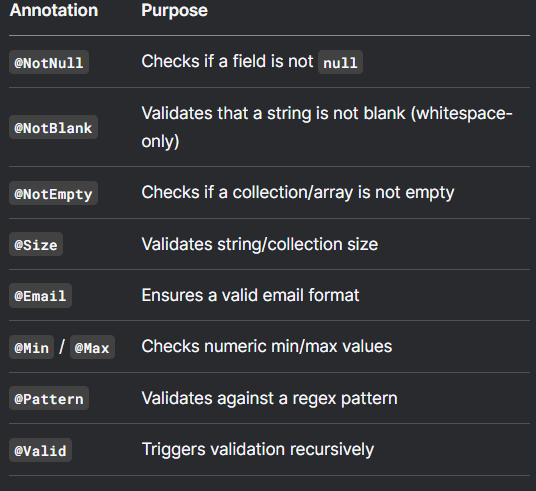 Annotation Purpose
@NotNull Checks if a field is not null
@NotBlank Validates that a string is not blank (whitespace-
only)
@NotEmpty Checks if a collection/array is not empty
@Size Validates string/collection size
@Email Ensures a valid email format
@Min / @Max Checks numeric min/max values
@Pattern Validates against a regex pattern
@Valid Triggers validation recursively